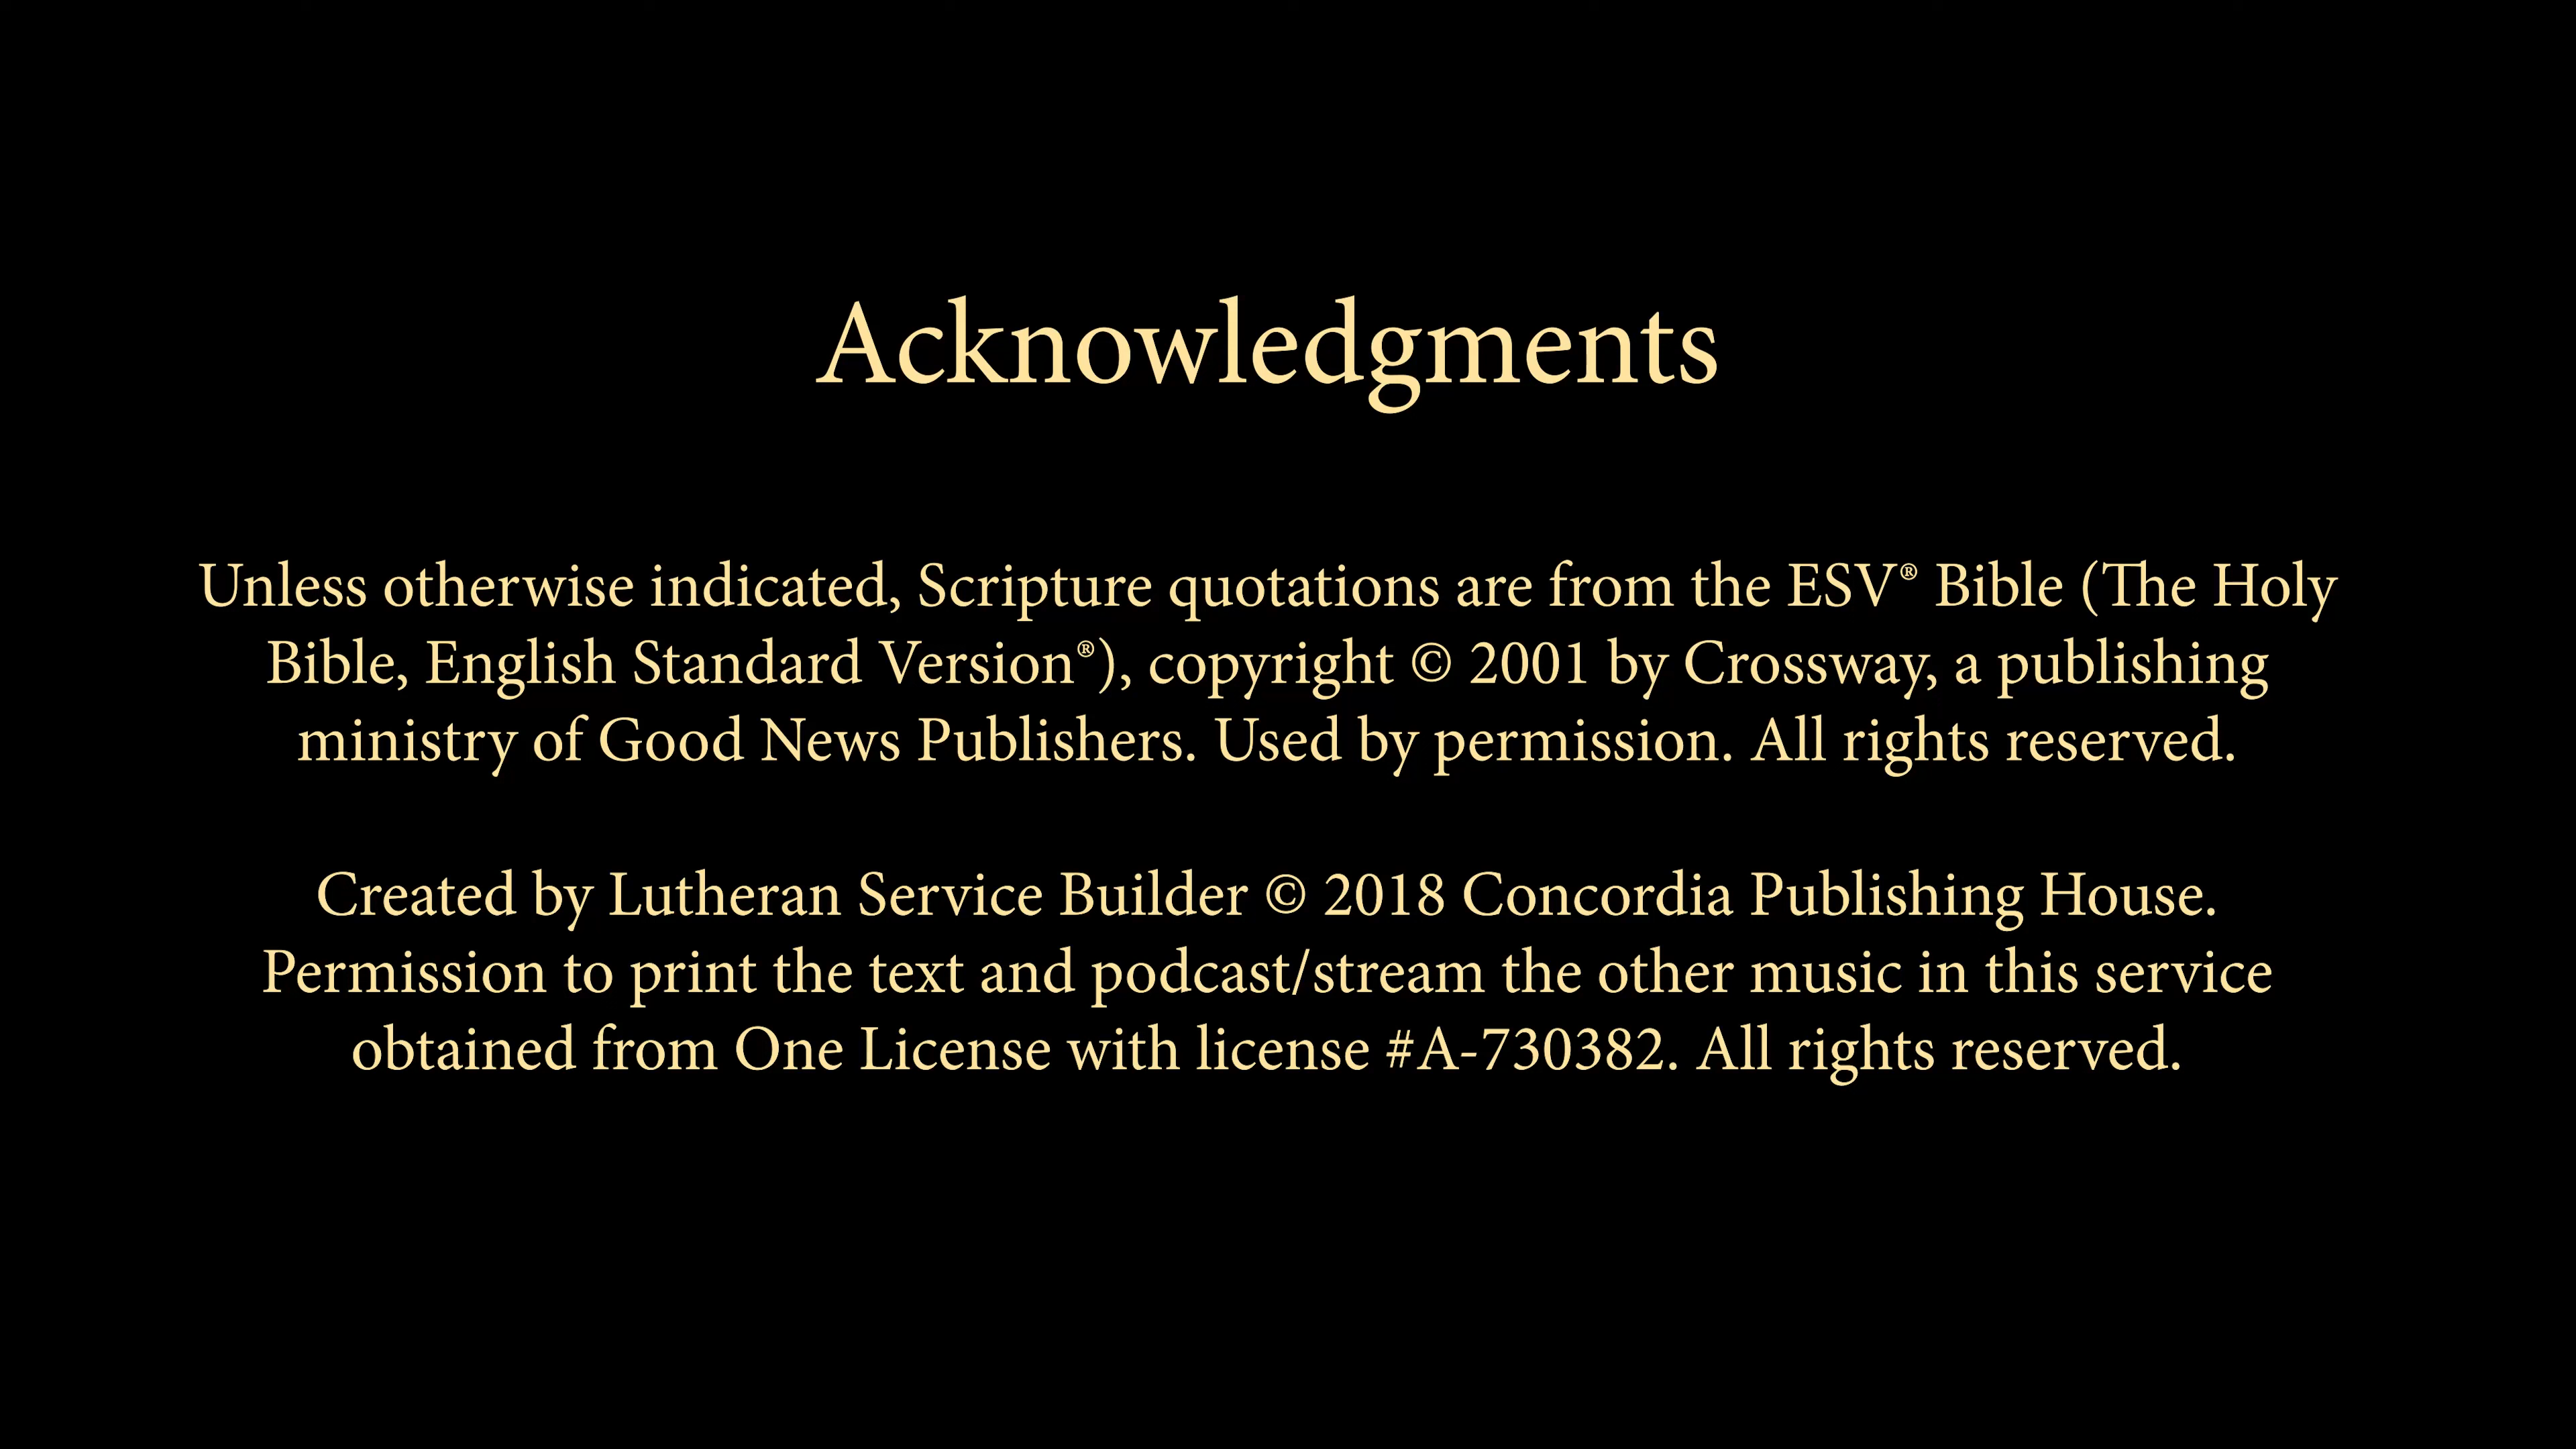 Acknowledgments
Unless otherwise indicated, Scripture quotations are from the ESV® Bible (The Holy
Bible, English Standard Version®), copyright © 2001 by Crossway, a publishing
ministry of Good News Publishers. Used by permission. All rights reserved.
Created by Lutheran Service Builder © 2018 Concordia Publishing House.
Permission to print the text and podcast/stream the other music in this service
obtained from One License with license #A-730382. All rights reserved.